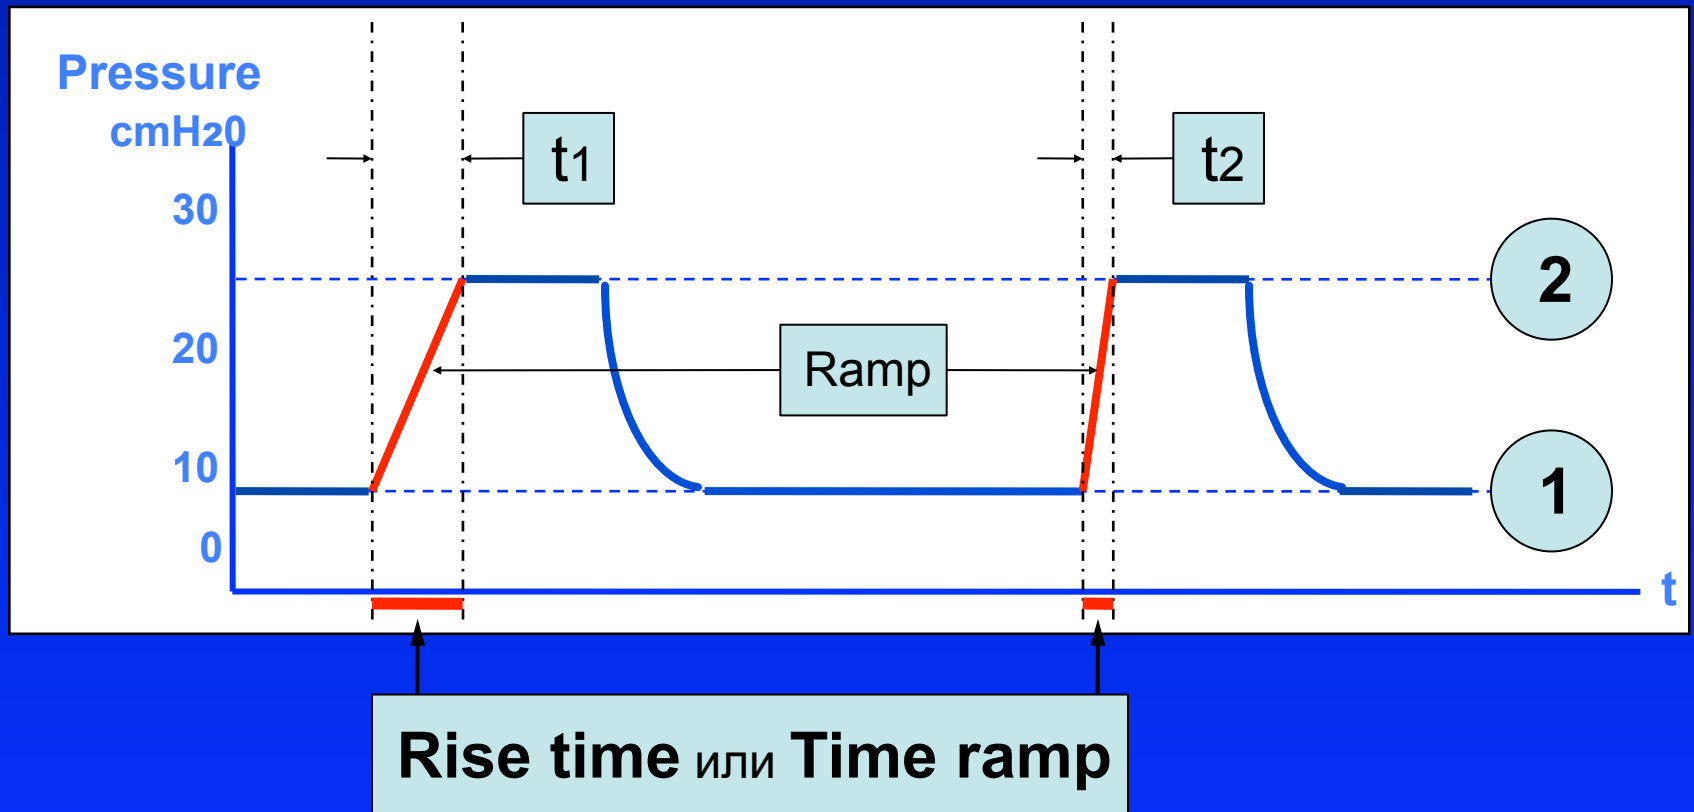 Pressure
cmH20
t1
t2
30
2
20
Ramp
10
1
0
t
Rise time или Time ramp